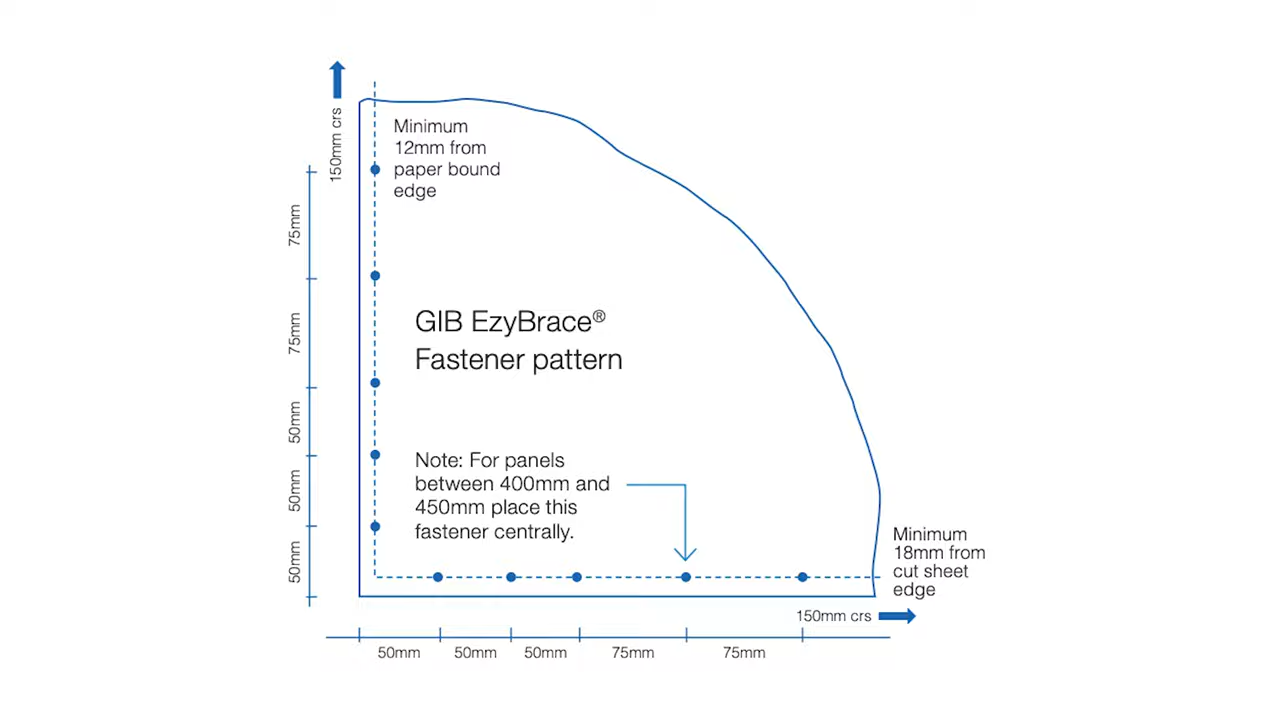 150mm crs
Minimum
12mm from
paper bound
edge
75mm
75mm
50mm
50mm
50mm
GIB EzyBrace®
Fastener pattern
Note: For panels
between 400mm and
450mm place this
fastener centrally.
Minimum
18mm from
cut sheet
edge
150mm crs
50mm
50mm
50mm
75mm
75mm